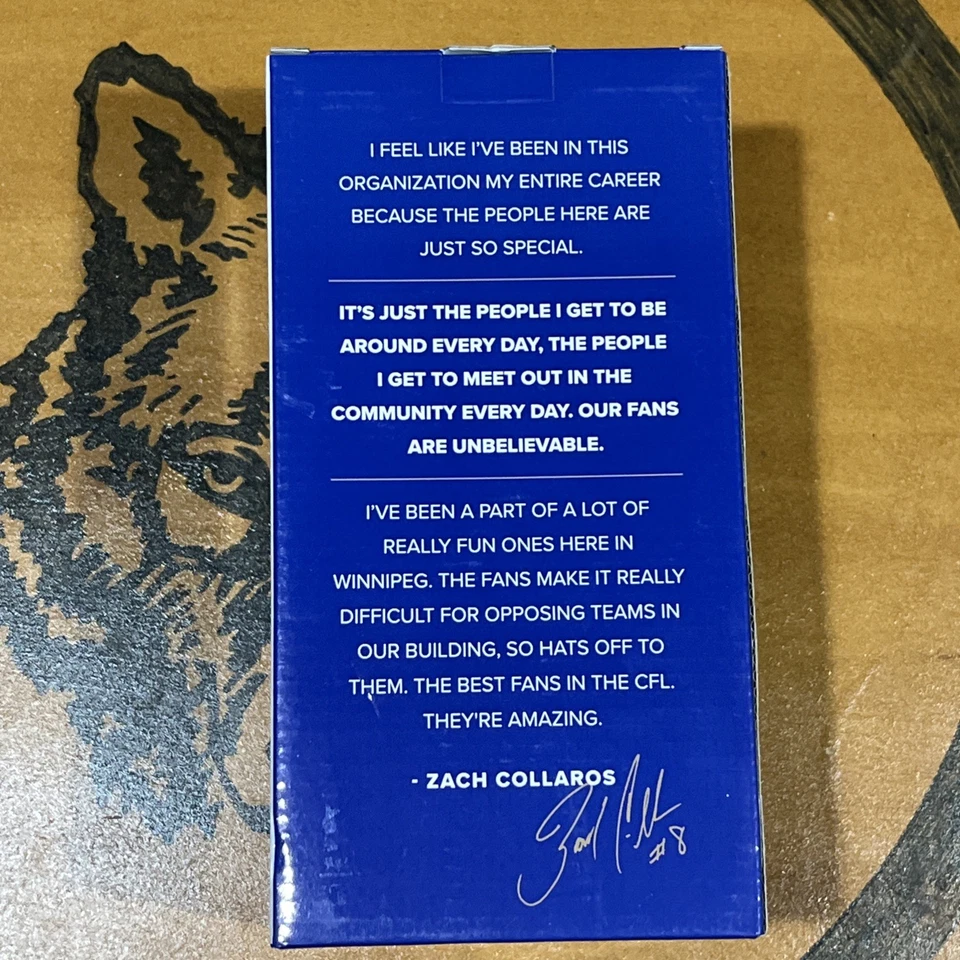 I FEEL LIKE I'VE BEEN IN THIS
ORGANIZATION MY ENTIRE CAREER
BECAUSE THE PEOPLE HERE ARE
JUST SO SPECIAL.
IT'S JUST THE PEOPLE I GET TO BE
AROUND EVERY DAY, THE PEOPLE
I GET TO MEET OUT IN THE
COMMUNITY EVERY DAY. OUR FANS
ARE UNBELIEVABLE.
I'VE BEEN A PART OF A LOT OF
REALLY FUN ONES HERE IN
WINNIPEG. THE FANS MAKE IT REALLY
DIFFICULT FOR OPPOSING TEAMS IN
OUR BUILDING, SO HATS OFF TO
THEM. THE BEST FANS IN THE CFL.
THEY'RE AMAZING.
- ZACH COLLAROS
#8